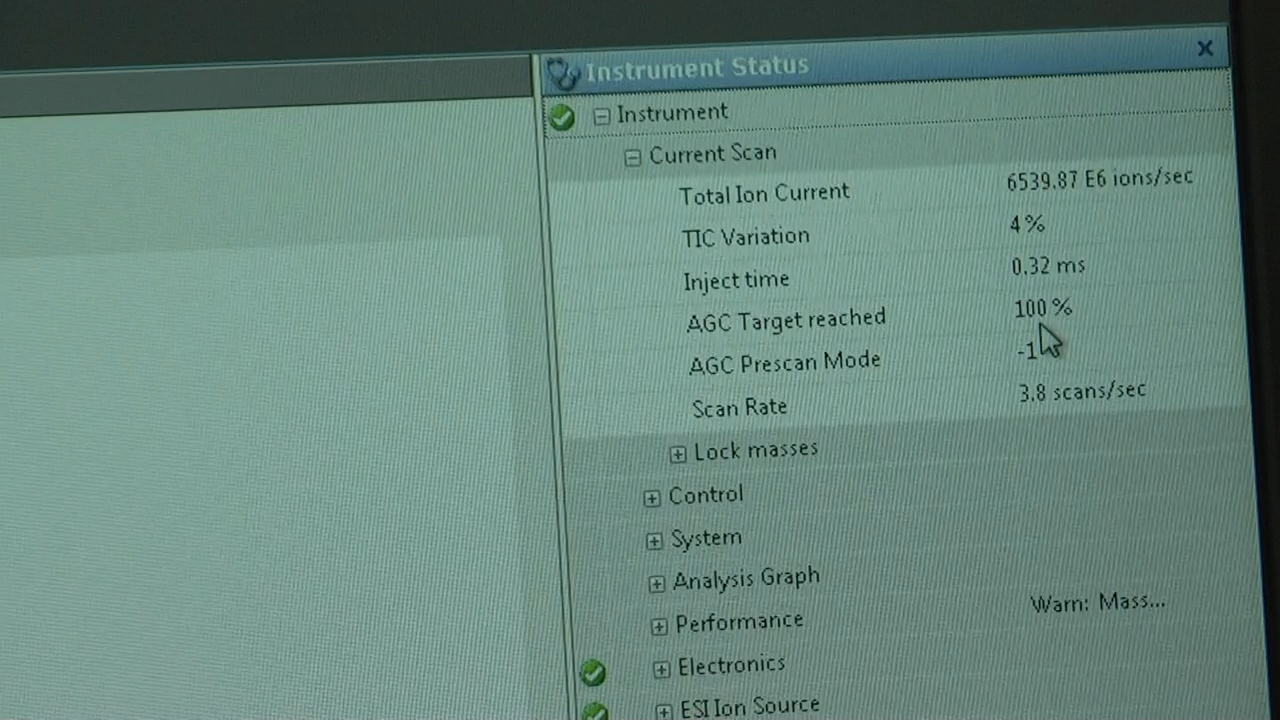 Instrument Status
Instrument
Current Scan
Total Ion Current 6539.87 E6 ions/sec
TIC Variation 4 %
Inject time 0.32 ms
AGC Target reached 100 %
AGC Prescan Mode -1
Scan Rate 3.8 scans/sec
Lock masses
Control
System
Analysis Graph
Performance Warn: Mass...
Electronics
ESI Ion Source